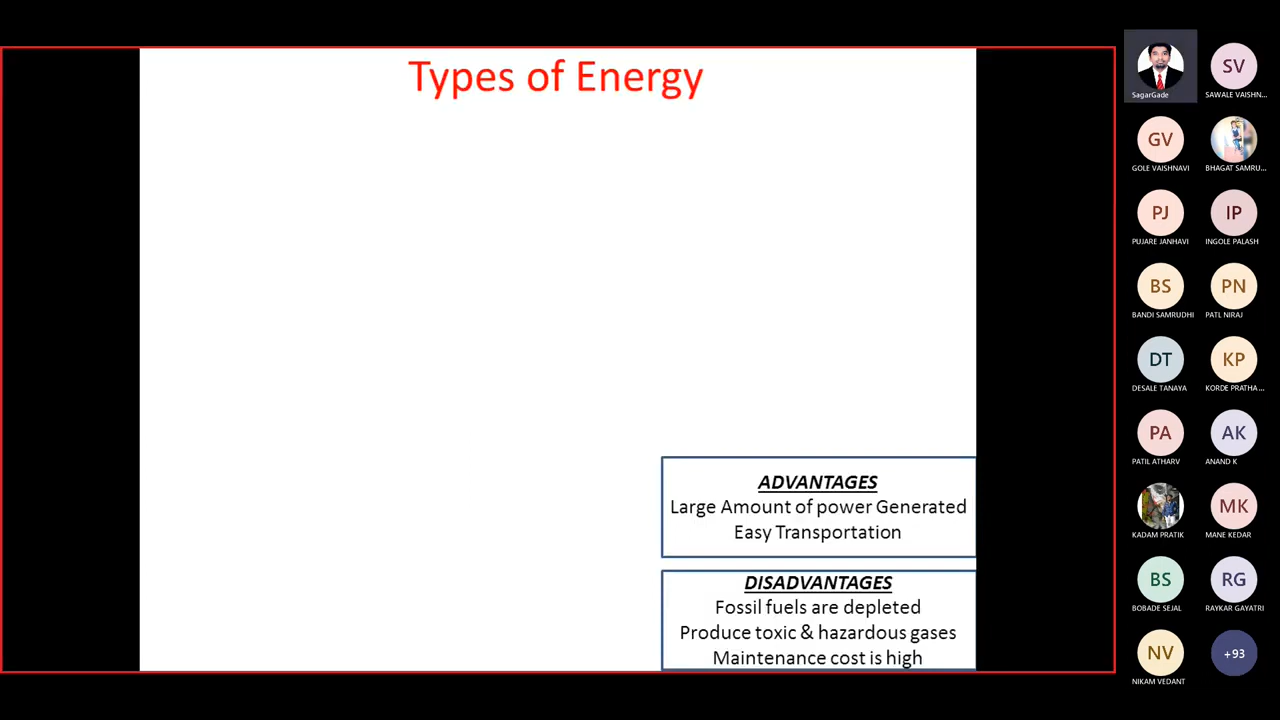 Types of Energy
ADVANTAGES
Large Amount of power Generated
Easy Transportation
DISADVANTAGES
Fossil fuels are depleted
Produce toxic & hazardous gases
Maintenance cost is high
SagarGade
SV
SAWALE VAISHN...
GV
GOLE VAISHNAVI
BHAGAT SAMRU...
PJ
PUJARE JANHAVI
IP
INGOLE PALASH
BS
BANDI SAMRUDHI
PN
PATL NIRAJ
DT
DESALE TANAYA
KP
KORDE PRATHA...
PA
PATIL ATHARV
AK
ANAND K
KADAM PRATIK
MK
MANE KEDAR
BS
BOBADE SEJAL
RG
RAYKAR GAYATRI
NV
NIKAM VEDANT
+93